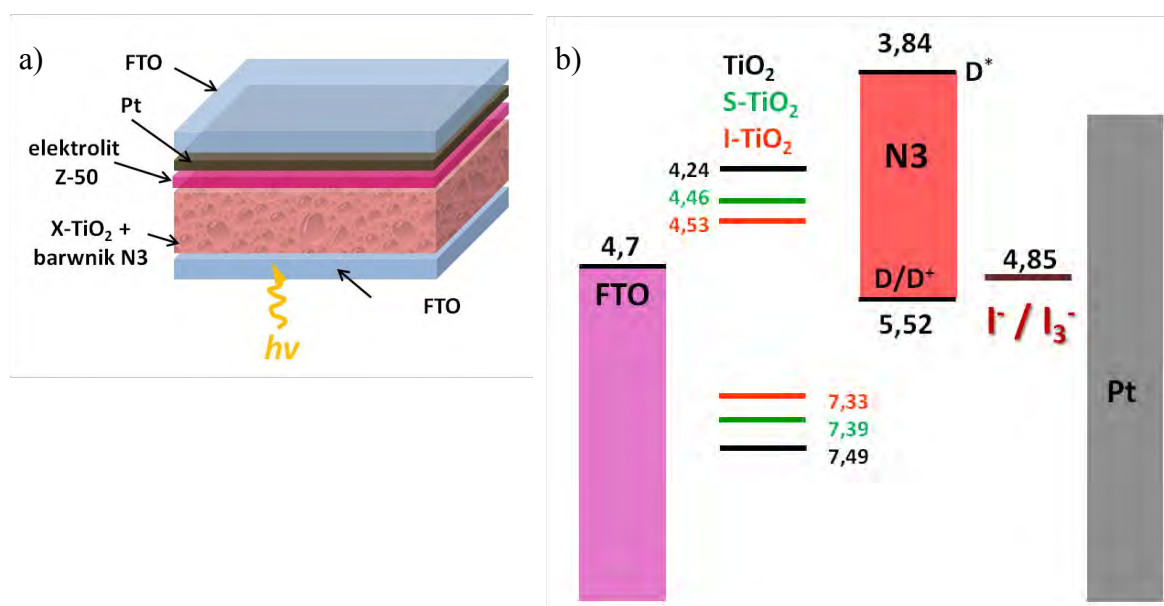 a)
FTO
Pt
elektrolit
Z-50
X-TiO₂ +
barwnik N3
hν
FTO
b)
TiO₂
S-TiO₂
I-TiO₂
3,84
D*
N3
4,24
4,46
4,53
4,7
FTO
D/D⁺
5,52
4,85
I⁻ / I₃⁻
Pt
7,33
7,39
7,49